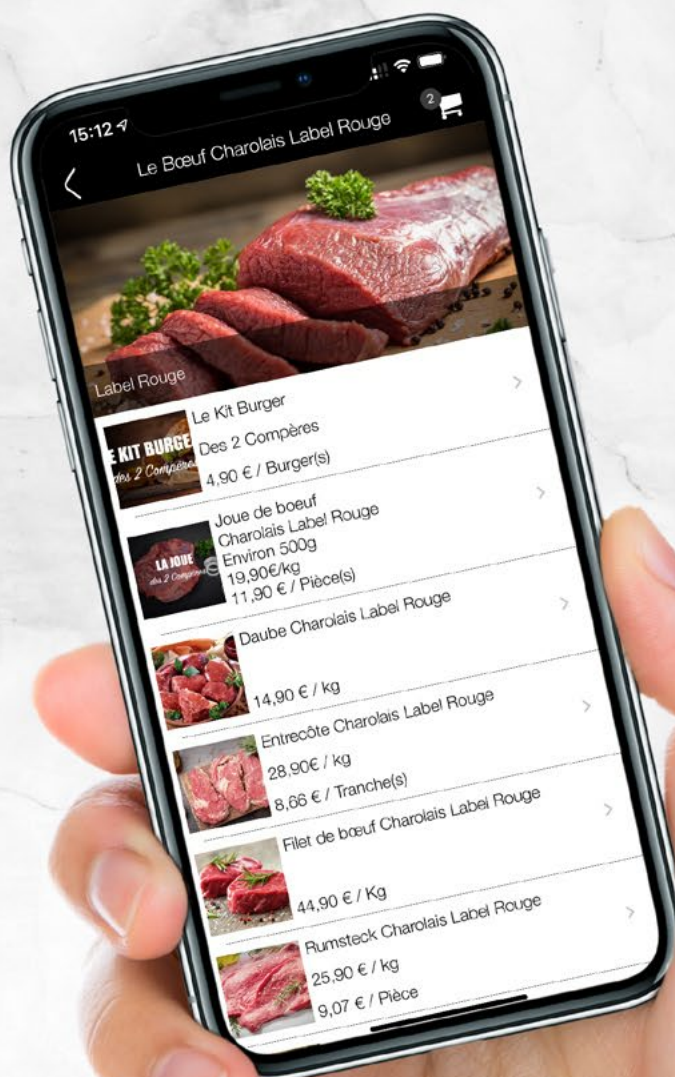 15:12
2
Le Bœuf Charolais Label Rouge
Label Rouge
E KIT BURGE
des 2 Compères
Le Kit Burger
Des 2 Compères
4,90 € / Burger(s)
LA JOUE
des 2 Compères
Joue de boeuf
Charolais Label Rouge
Environ 500g
19,90€/kg
11,90 € / Pièce(s)
Daube Charolais Label Rouge
14,90 € / kg
Entrecôte Charolais Label Rouge
28,90€ / kg
8,66 € / Tranche(s)
Filet de bœuf Charolais Label Rouge
44,90 € / Kg
Rumsteck Charolais Label Rouge
25,90 € / kg
9,07 € / Pièce